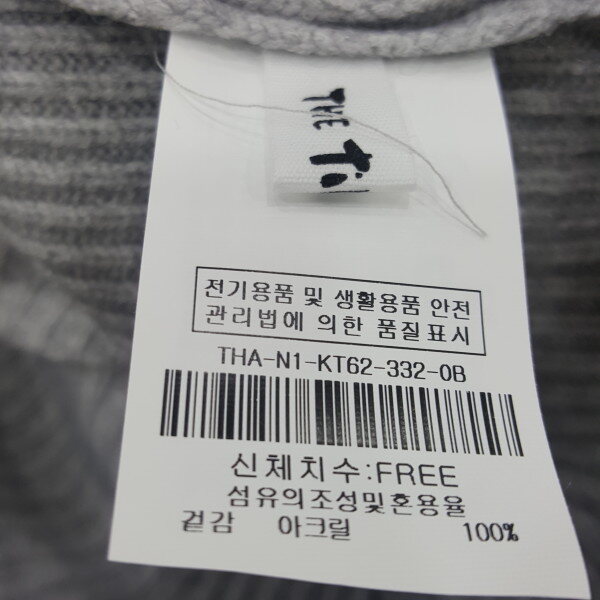 THE
전기용품 및 생활용품 안전
관리법에 의한 품질표시
THA-N1-KT62-332-0B
신체치수:FREE
섬유의조성및혼용율
겉감 아크릴 100%